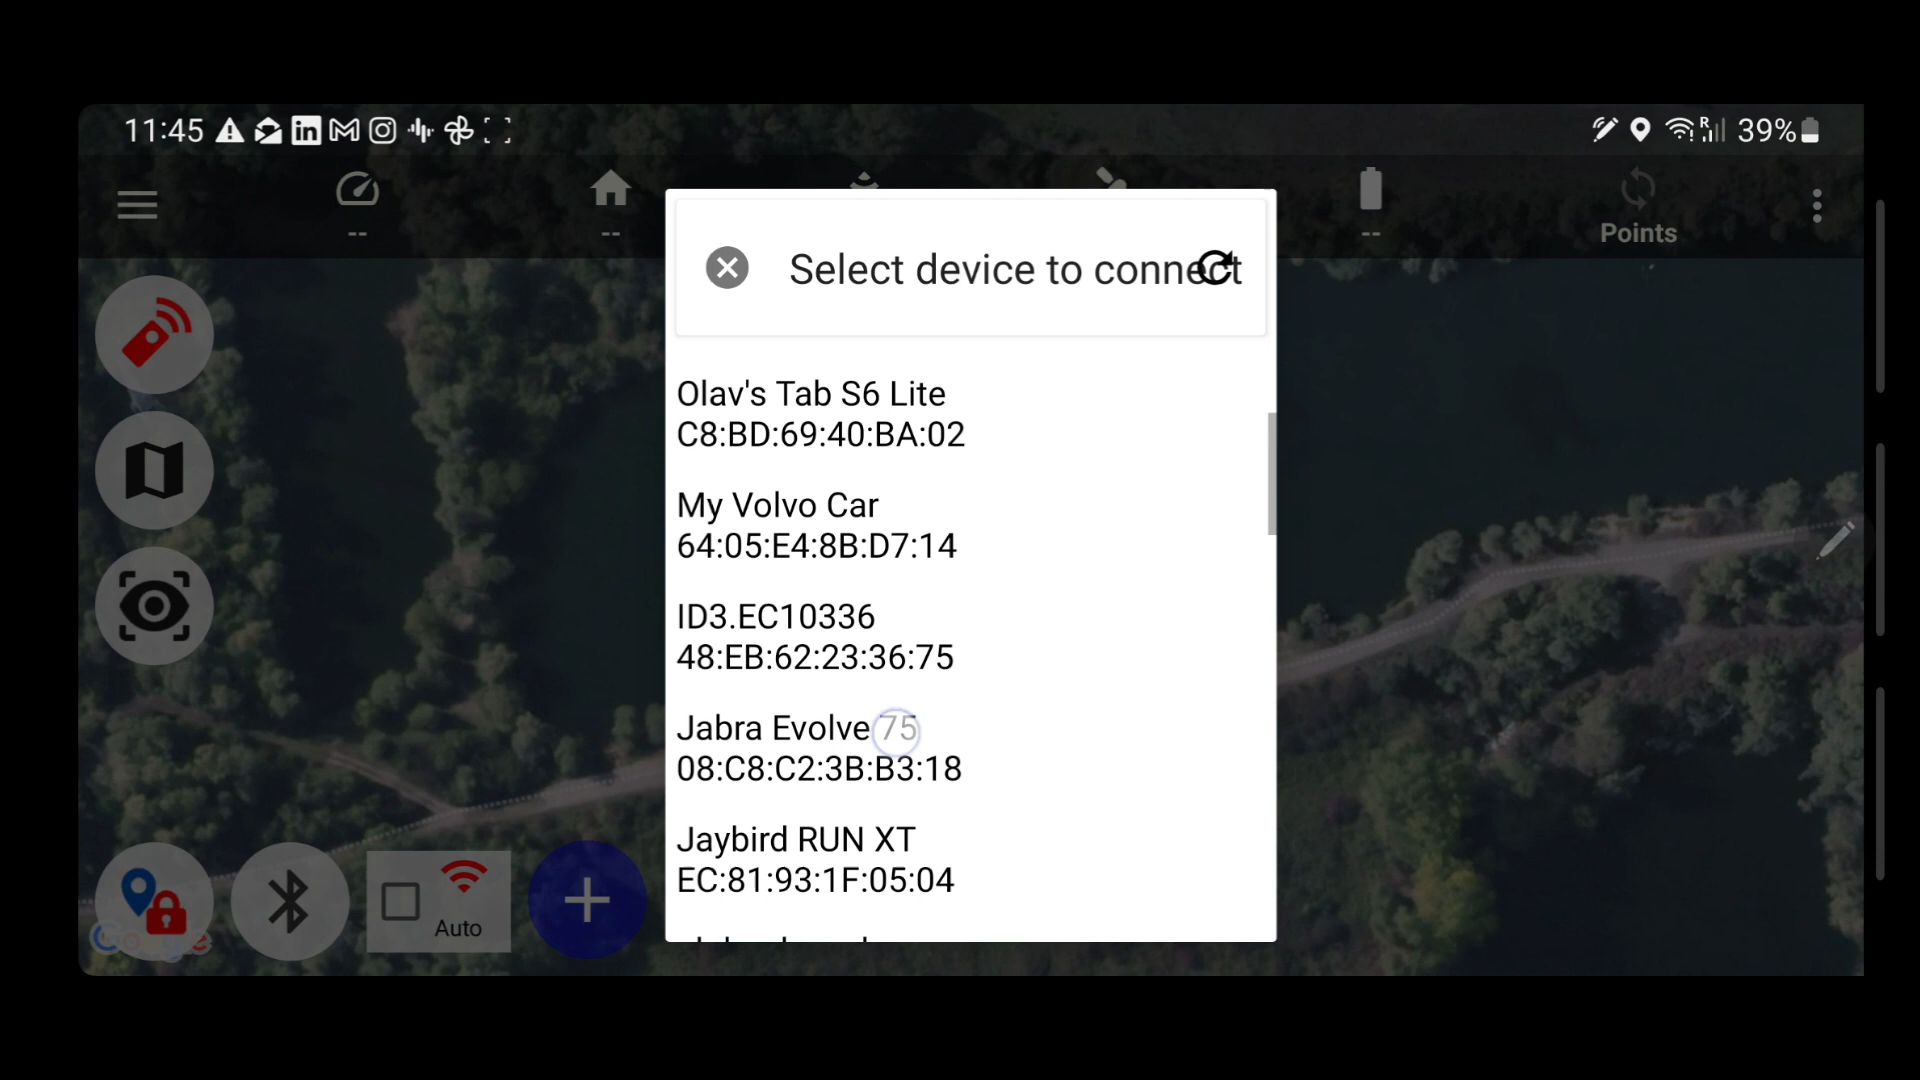 11:45
39%
--
--
--
Points
Select device to connect
Olav's Tab S6 Lite
C8:BD:69:40:BA:02
My Volvo Car
64:05:E4:8B:D7:14
ID3.EC10336
48:EB:62:23:36:75
Jabra Evolve 75
08:C8:C2:3B:B3:18
Jaybird RUN XT
EC:81:93:1F:05:04
Auto
Google